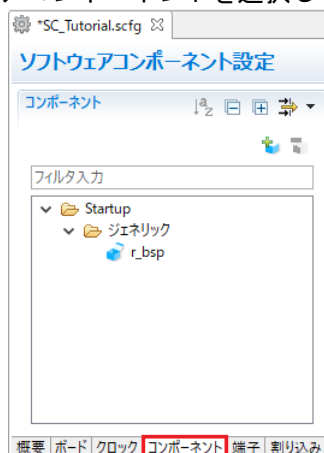 *SC_Tutorial.scfg
ソフトウェアコンポーネント設定
コンポーネント
フィルタ入力
Startup
ジェネリック
r_bsp
概要 ボード クロック コンポーネント 端子 割り込み